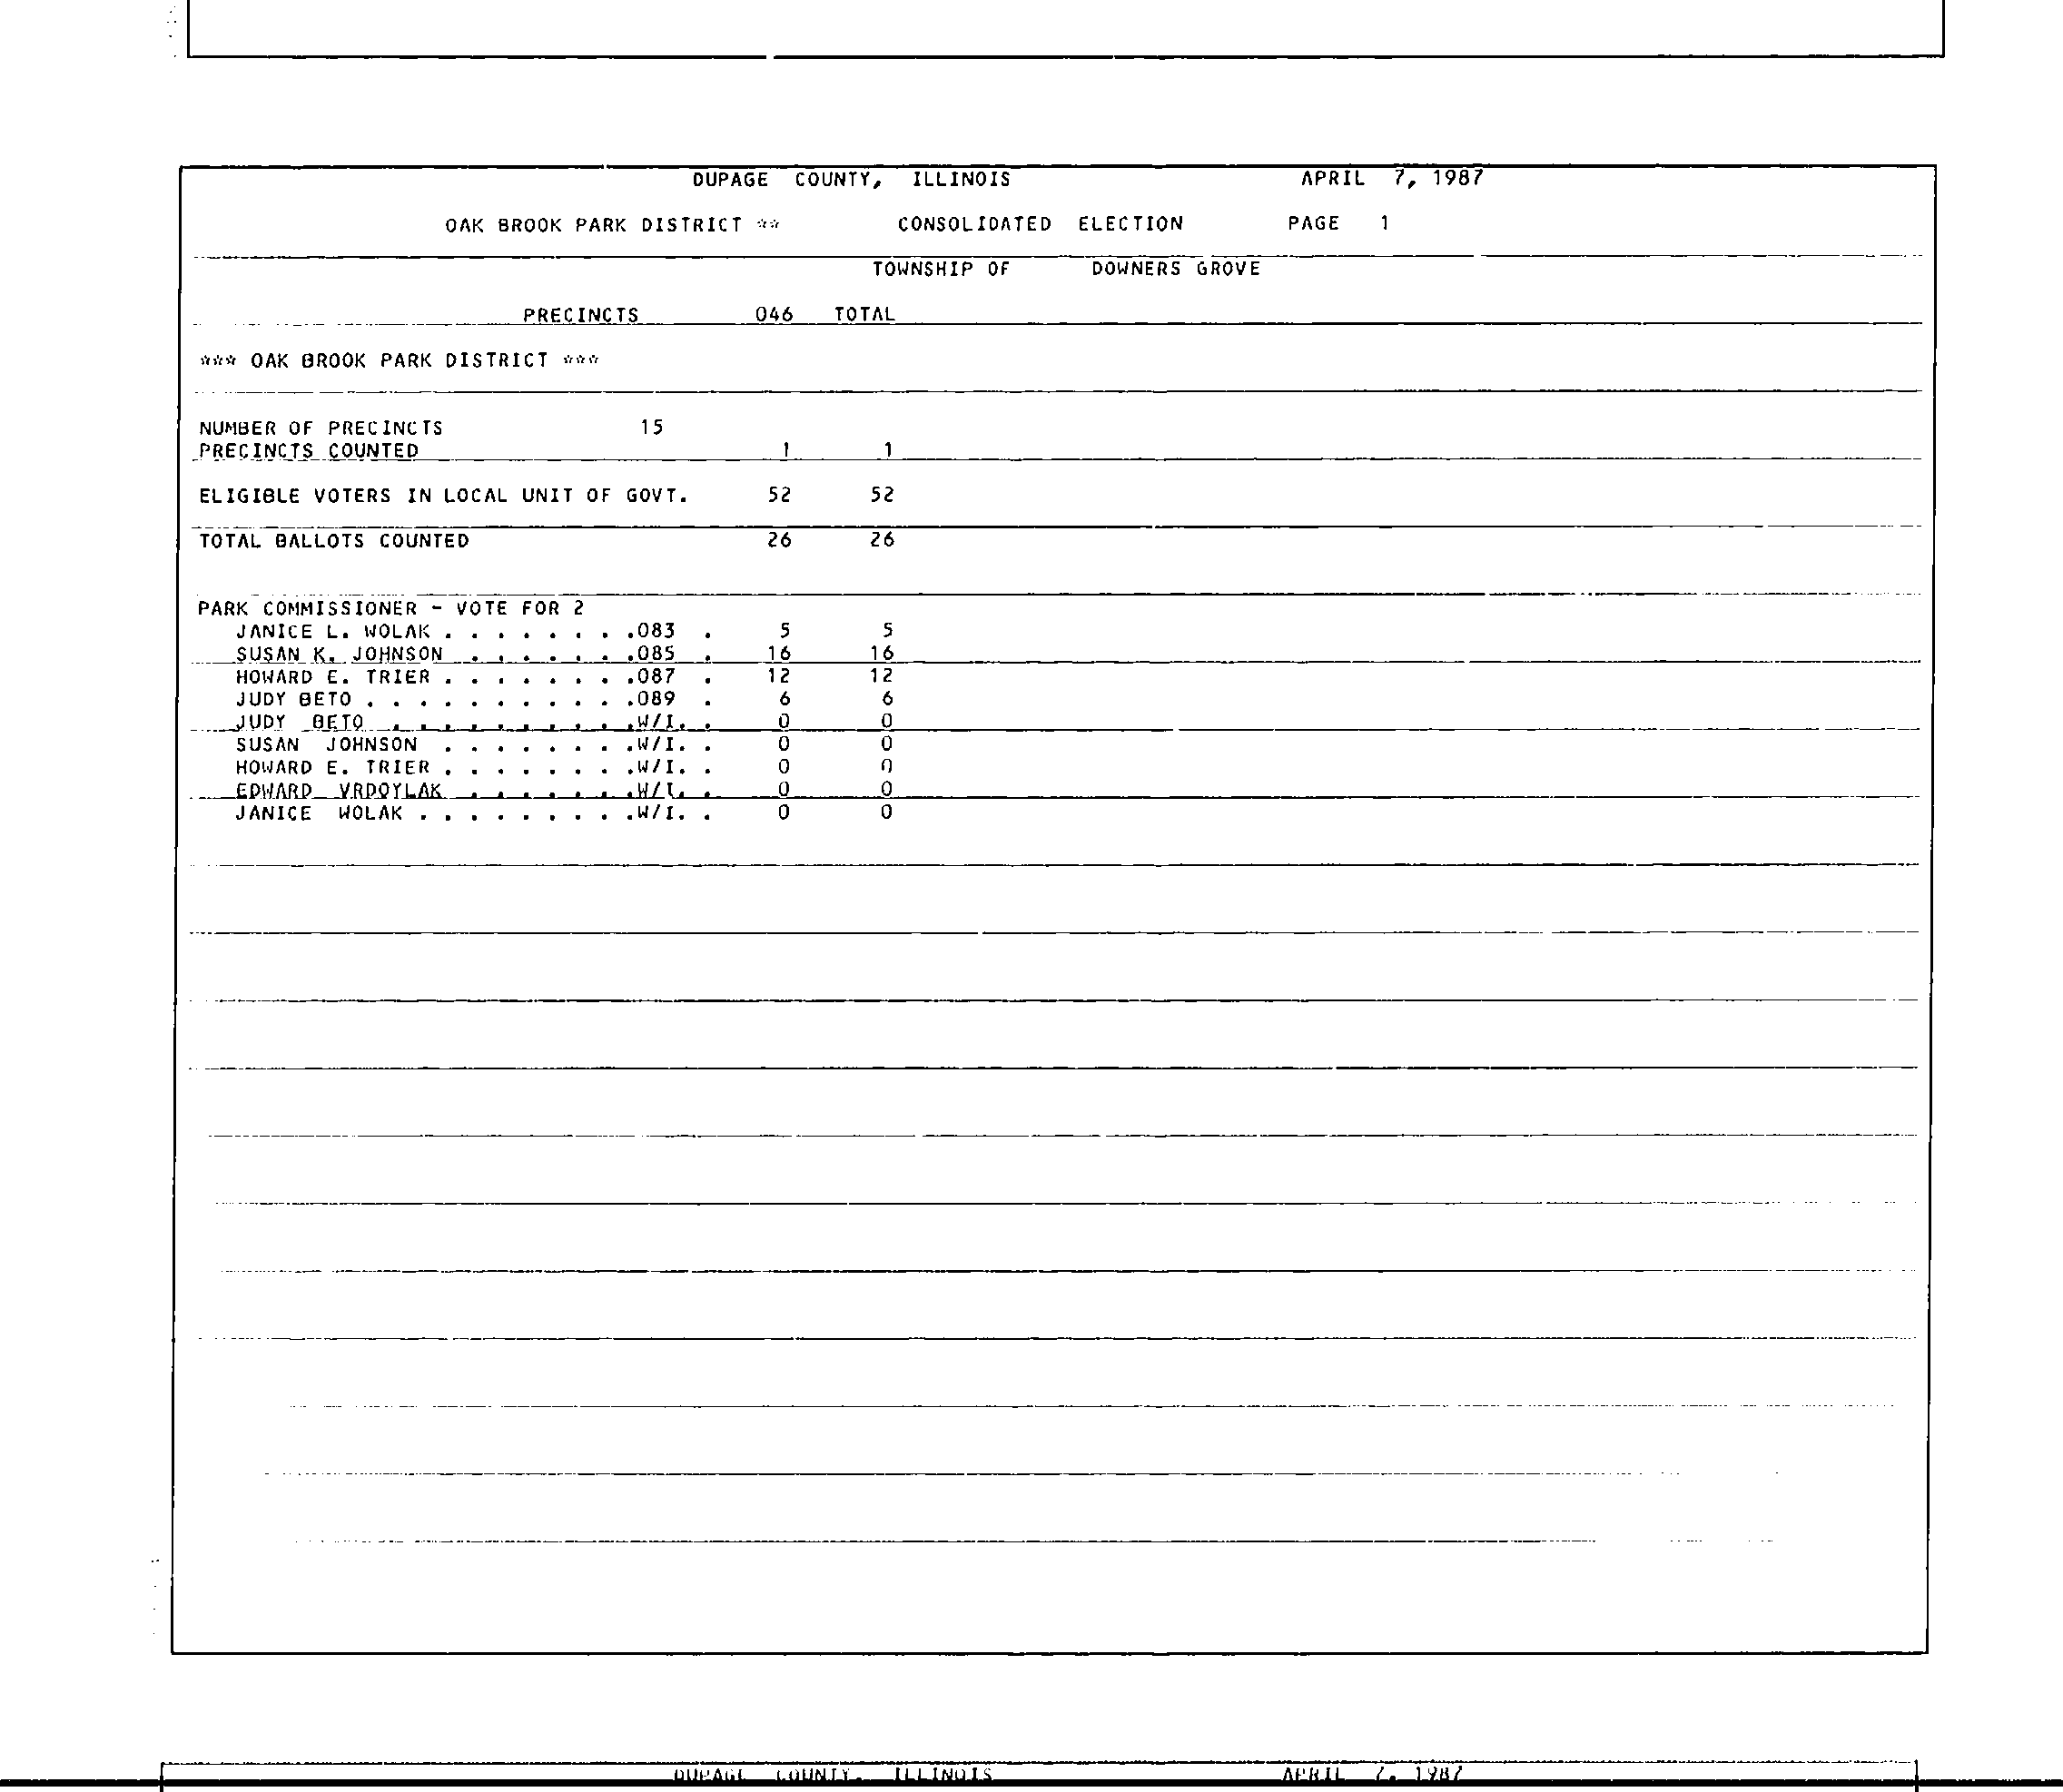 DUPAGE COUNTY, ILLINOIS APRIL 7, 1987
OAK BROOK PARK DISTRICT ** CONSOLIDATED ELECTION PAGE 1
TOWNSHIP OF DOWNERS GROVE
PRECINCTS 046 TOTAL
*** OAK BROOK PARK DISTRICT ***
NUMBER OF PRECINCTS 15
PRECINCTS COUNTED 1 1
ELIGIBLE VOTERS IN LOCAL UNIT OF GOVT. 52 52
TOTAL BALLOTS COUNTED 26 26
PARK COMMISSIONER - VOTE FOR 2
JANICE L. WOLAK . . . . . . . .083 . 5 5
SUSAN K. JOHNSON . . . . . . .085 . 16 16
HOWARD E. TRIER . . . . . . . .087 . 12 12
JUDY BETO . . . . . . . . . . .089 . 6 6
JUDY BETO . . . . . . . . . .W/I. . 0 0
SUSAN JOHNSON . . . . . . . .W/I. . 0 0
HOWARD E. TRIER . . . . . . . .W/I. . 0 0
EDWARD VRDOYLAK . . . . . . .W/I. . 0 0
JANICE WOLAK . . . . . . . . .W/I. . 0 0
DUPAGE COUNTY, ILLINOIS APRIL 7, 1987